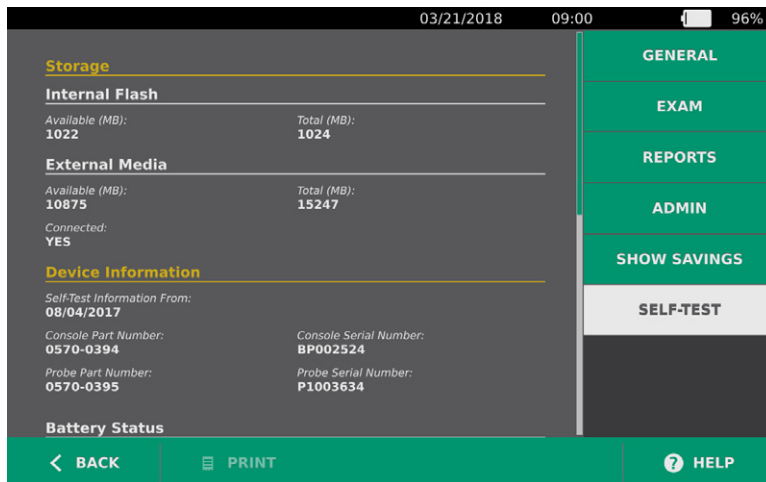 03/21/2018 09:00 96%
Storage
Internal Flash
Available (MB): Total (MB):
1022 1024
External Media
Available (MB): Total (MB):
10875 15247
Connected:
YES
Device Information
Self-Test Information From:
08/04/2017
Console Part Number: Console Serial Number:
0570-0394 BP002524
Probe Part Number: Probe Serial Number:
0570-0395 P1003634
Battery Status
GENERAL
EXAM
REPORTS
ADMIN
SHOW SAVINGS
SELF-TEST
BACK PRINT ? HELP